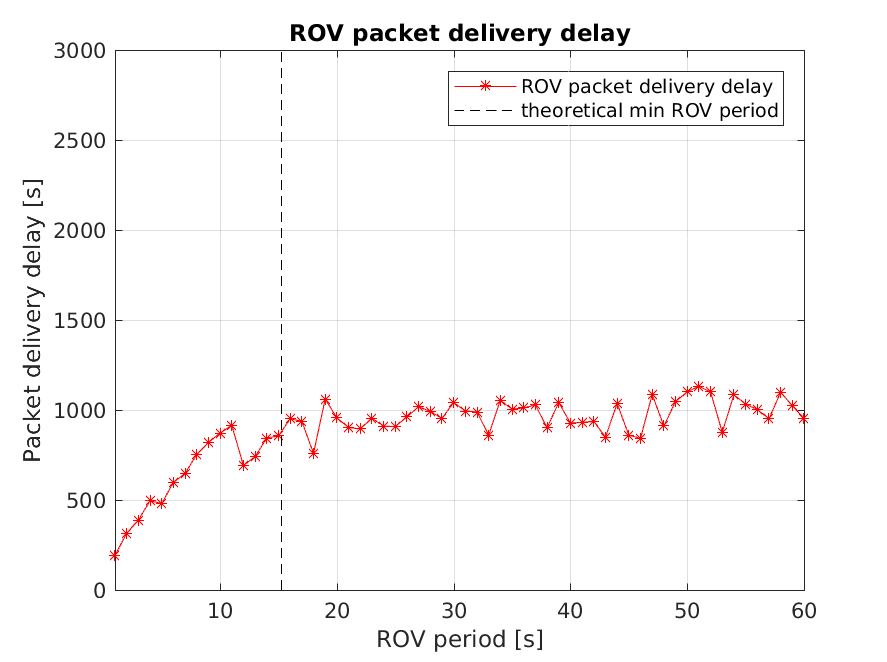 ROV packet delivery delay
3000
2500
2000
1500
1000
500
0
Packet delivery delay [s]
ROV packet delivery delay
theoretical min ROV period
10 20 30 40 50 60
ROV period [s]